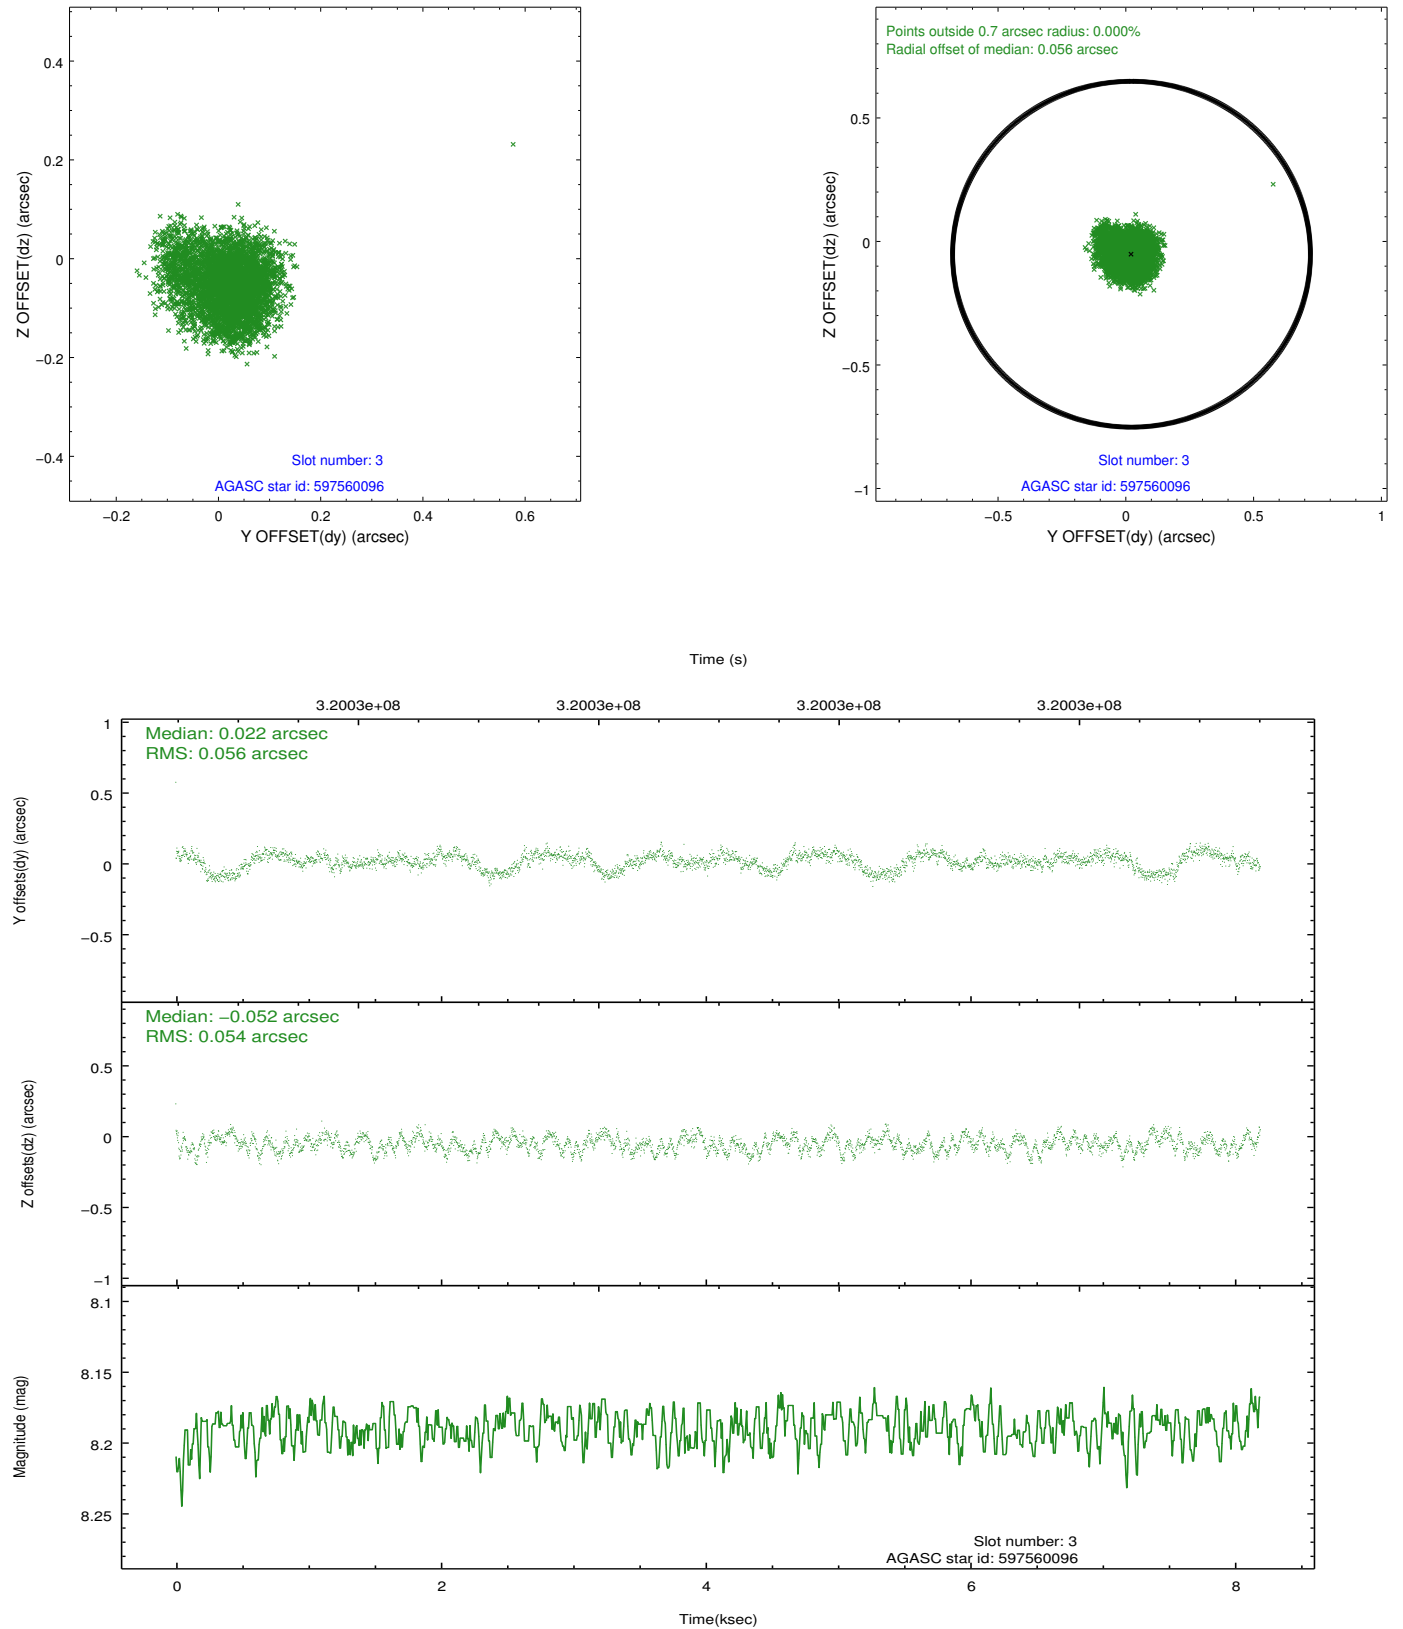 0.4
0.2
0
−0.2
−0.4
Z OFFSET(dz) (arcsec)
Slot number: 3
AGASC star id: 597560096
−0.2 0 0.2 0.4 0.6
Y OFFSET(dy) (arcsec)
Points outside 0.7 arcsec radius: 0.000%
Radial offset of median: 0.056 arcsec
0.5
0
−0.5
−1
Z OFFSET(dz) (arcsec)
Slot number: 3
AGASC star id: 597560096
−0.5 0 0.5 1
Y OFFSET(dy) (arcsec)
Time (s)
3.2003e+08 3.2003e+08 3.2003e+08 3.2003e+08
Median: 0.022 arcsec
RMS: 0.056 arcsec
1
0.5
0
−0.5
Y offsets(dy) (arcsec)
Median: −0.052 arcsec
RMS: 0.054 arcsec
0.5
0
−0.5
−1
Z offsets(dz) (arcsec)
8.1
8.15
8.2
8.25
Magnitude (mag)
Slot number: 3
AGASC star id: 597560096
0 2 4 6 8
Time(ksec)